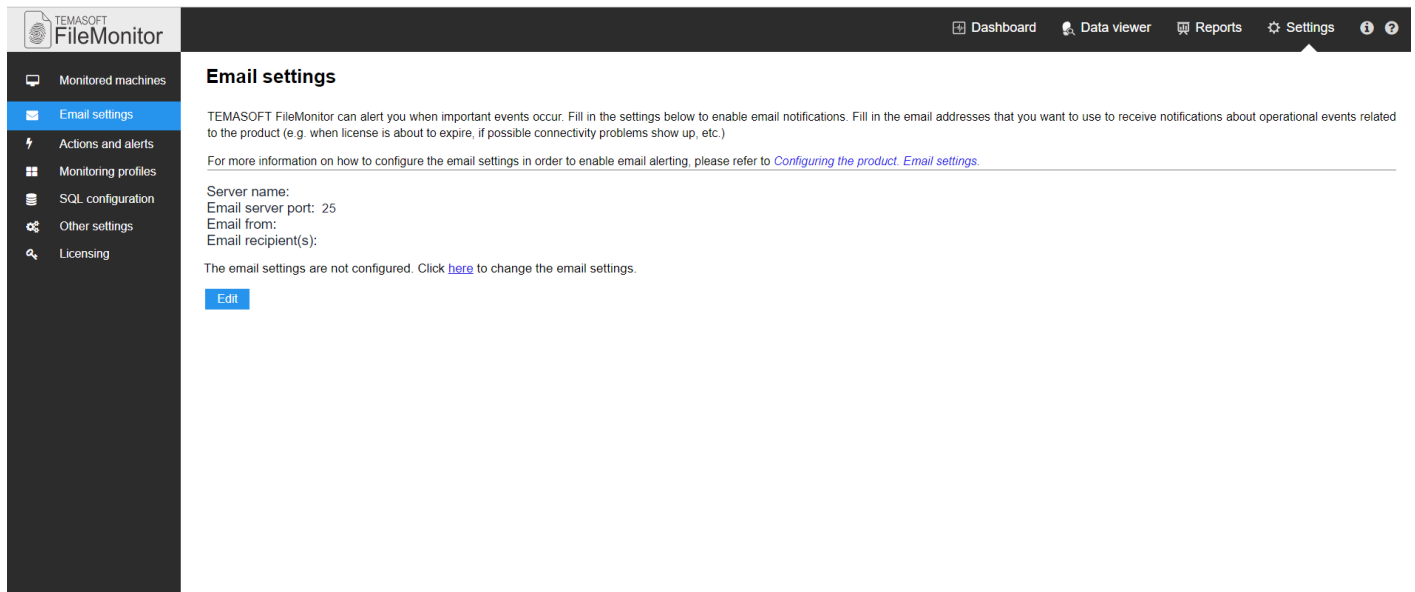 TEMASOFT
FileMonitor
Dashboard
Data viewer
Reports
Settings
Monitored machines
Email settings
Actions and alerts
Monitoring profiles
SQL configuration
Other settings
Licensing
Email settings
TEMASOFT FileMonitor can alert you when important events occur. Fill in the settings below to enable email notifications. Fill in the email addresses that you want to use to receive notifications about operational events related
to the product (e.g. when license is about to expire, if possible connectivity problems show up, etc.)
For more information on how to configure the email settings in order to enable email alerting, please refer to Configuring the product. Email settings.
Server name:
Email server port: 25
Email from:
Email recipient(s):
The email settings are not configured. Click here to change the email settings.
Edit